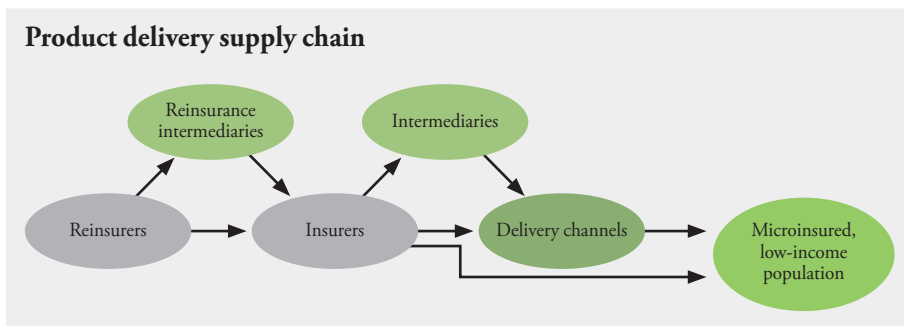 Product delivery supply chain
Reinsurance
intermediaries
Intermediaries
Reinsurers
Insurers
Delivery channels
Microinsured,
low-income
population